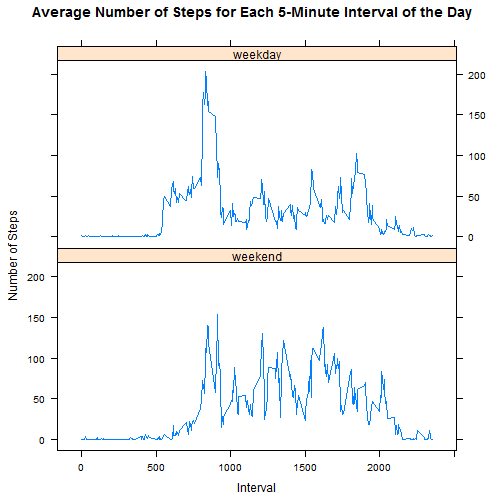 Average Number of Steps for Each 5-Minute Interval of the Day
weekday
200
150
100
50
0
weekend
200
150
100
50
0
Number of Steps
0 500 1000 1500 2000
Interval